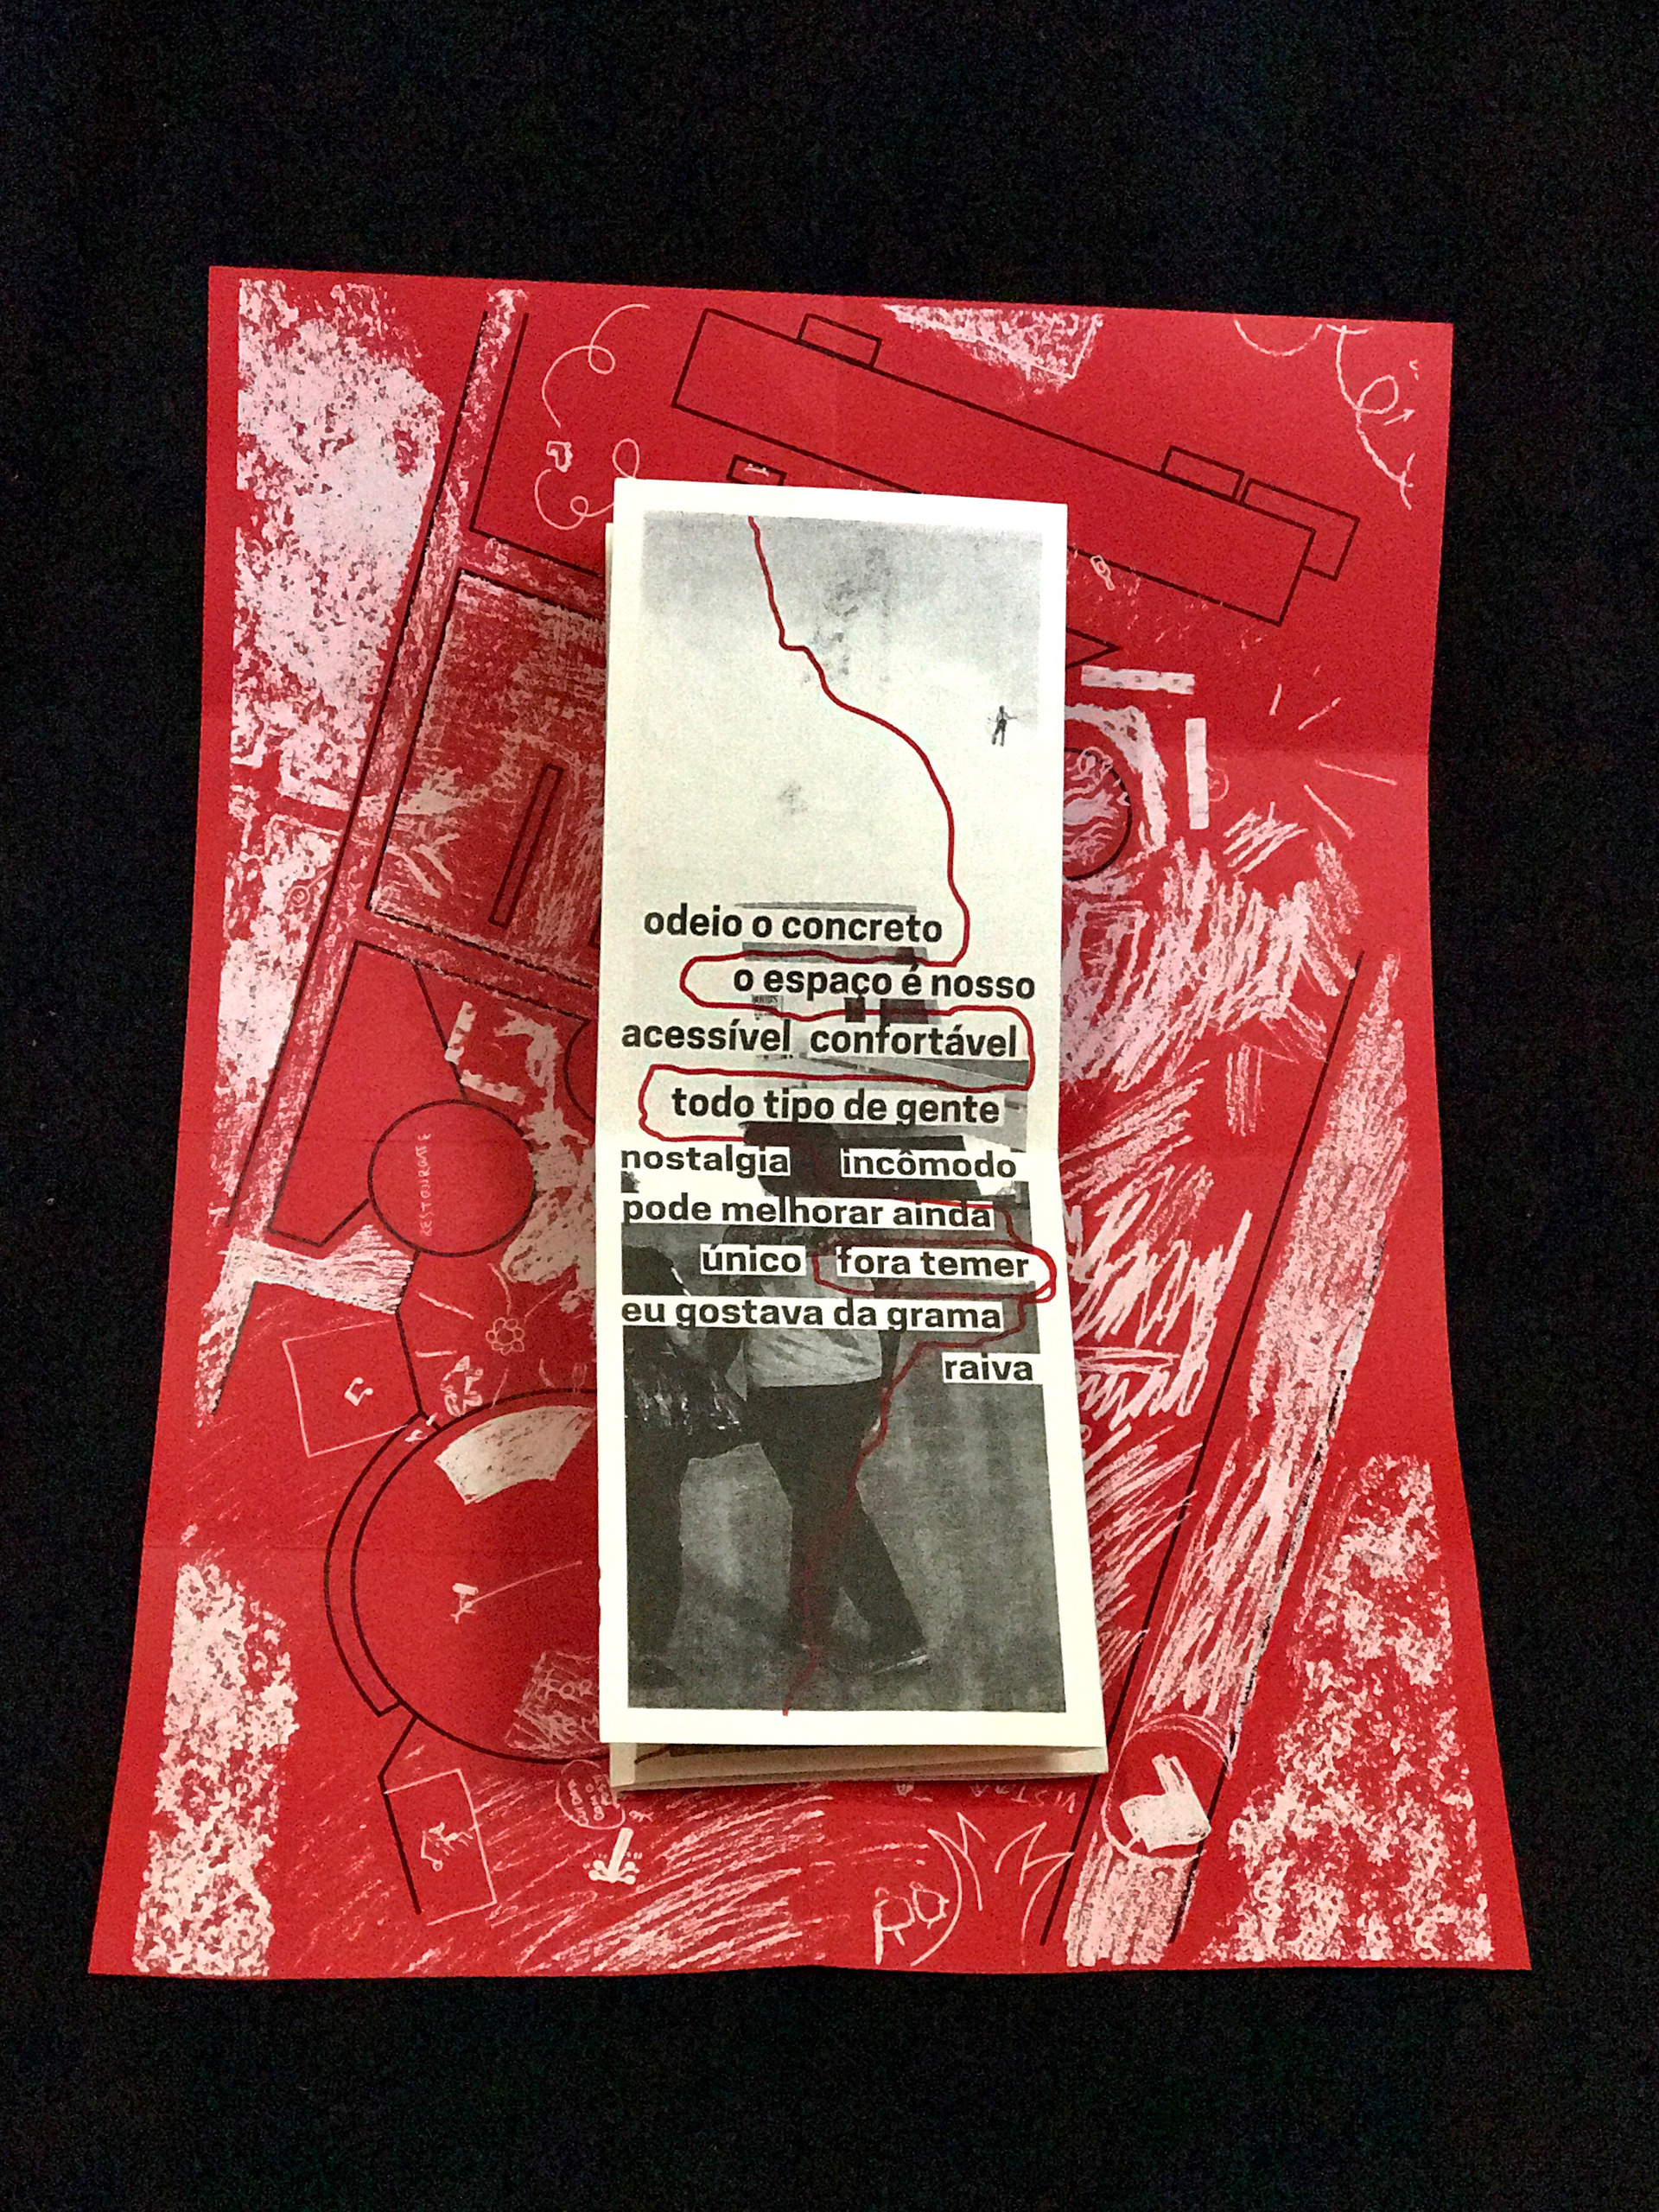 odeio o concreto
o espaço é nosso
acessível confortável
todo tipo de gente
nostalgia incômodo
pode melhorar ainda
único fora temer
eu gostava da grama
raiva